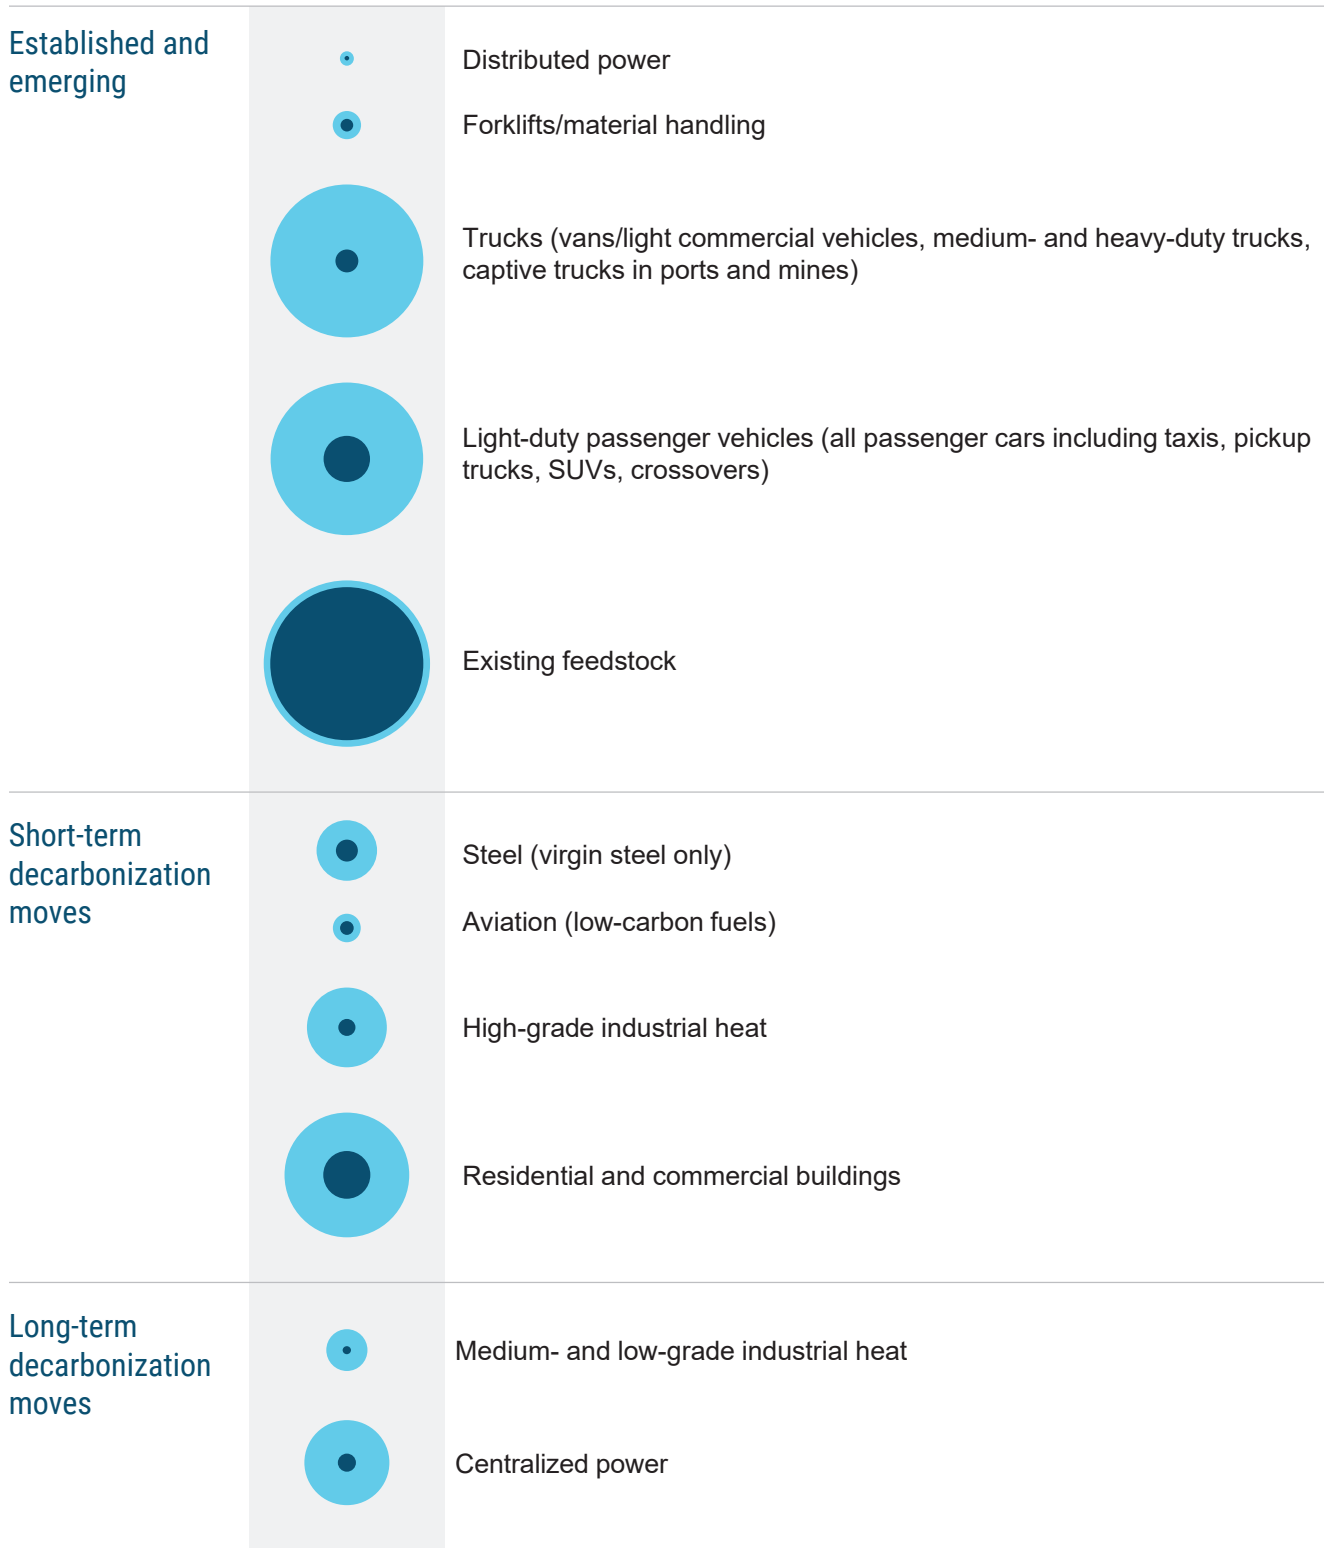 Established and
emerging
Distributed power
Forklifts/material handling
Trucks (vans/light commercial vehicles, medium- and heavy-duty trucks,
captive trucks in ports and mines)
Light-duty passenger vehicles (all passenger cars including taxis, pickup
trucks, SUVs, crossovers)
Existing feedstock
Short-term
decarbonization
moves
Steel (virgin steel only)
Aviation (low-carbon fuels)
High-grade industrial heat
Residential and commercial buildings
Long-term
decarbonization
moves
Medium- and low-grade industrial heat
Centralized power